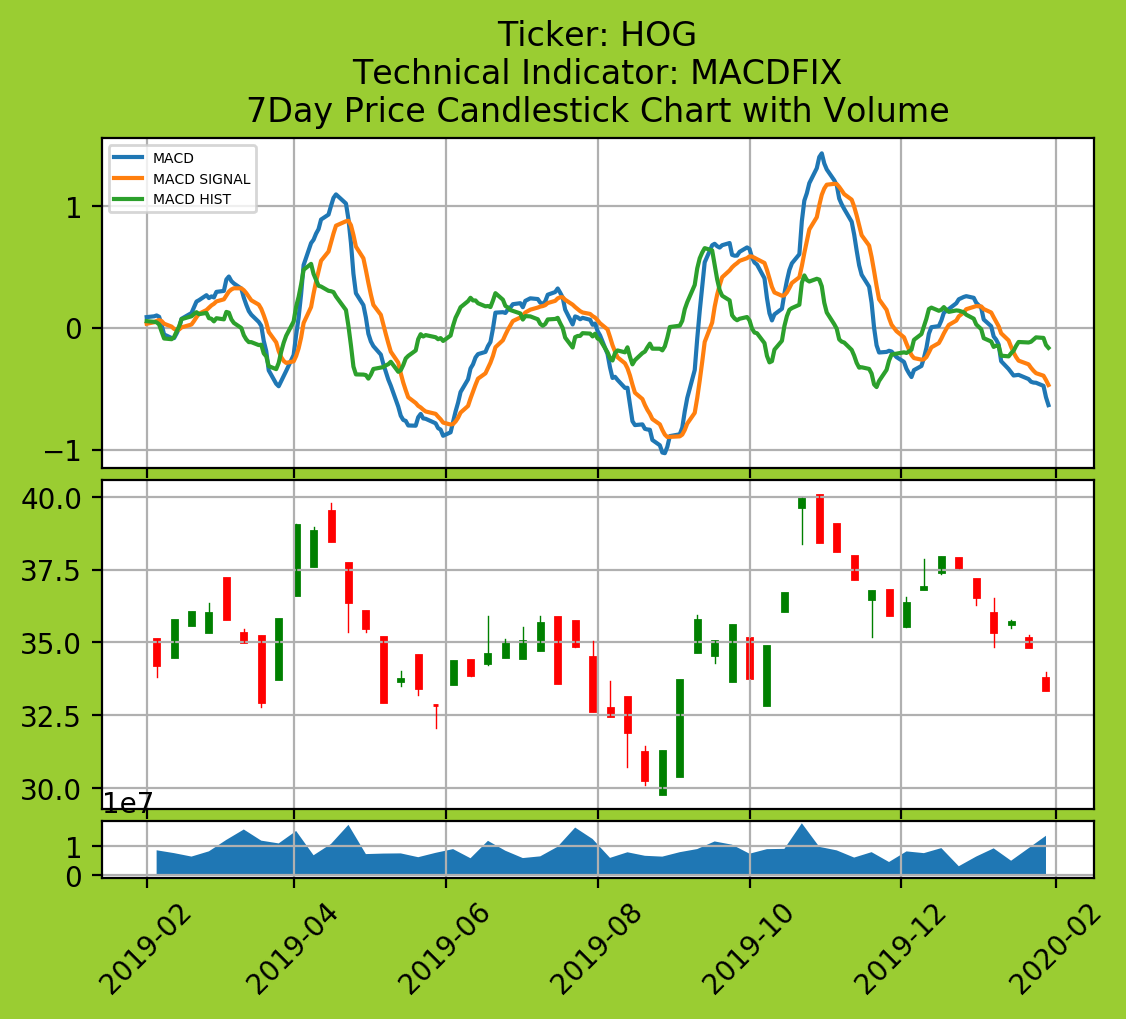 Ticker: HOG
Technical Indicator: MACDFIX
7Day Price Candlestick Chart with Volume
MACD
MACD SIGNAL
MACD HIST
1
0
−1
40.0
37.5
35.0
32.5
30.0
1e7
1
0
2019-02
2019-04
2019-06
2019-08
2019-10
2019-12
2020-02